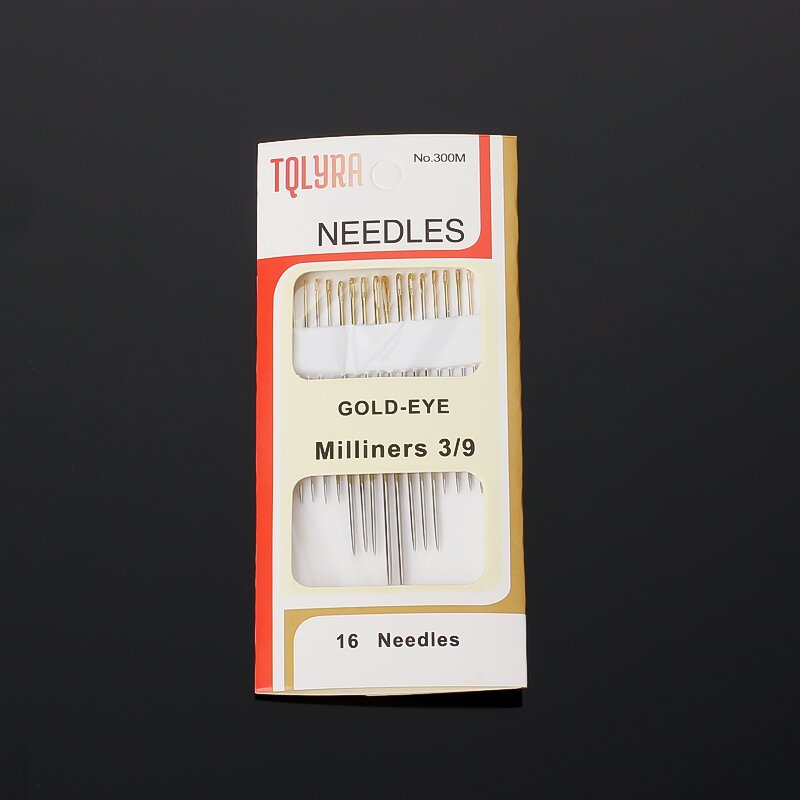 TQLYRA
No.300M
NEEDLES
GOLD-EYE
Milliners 3/9
16 Needles